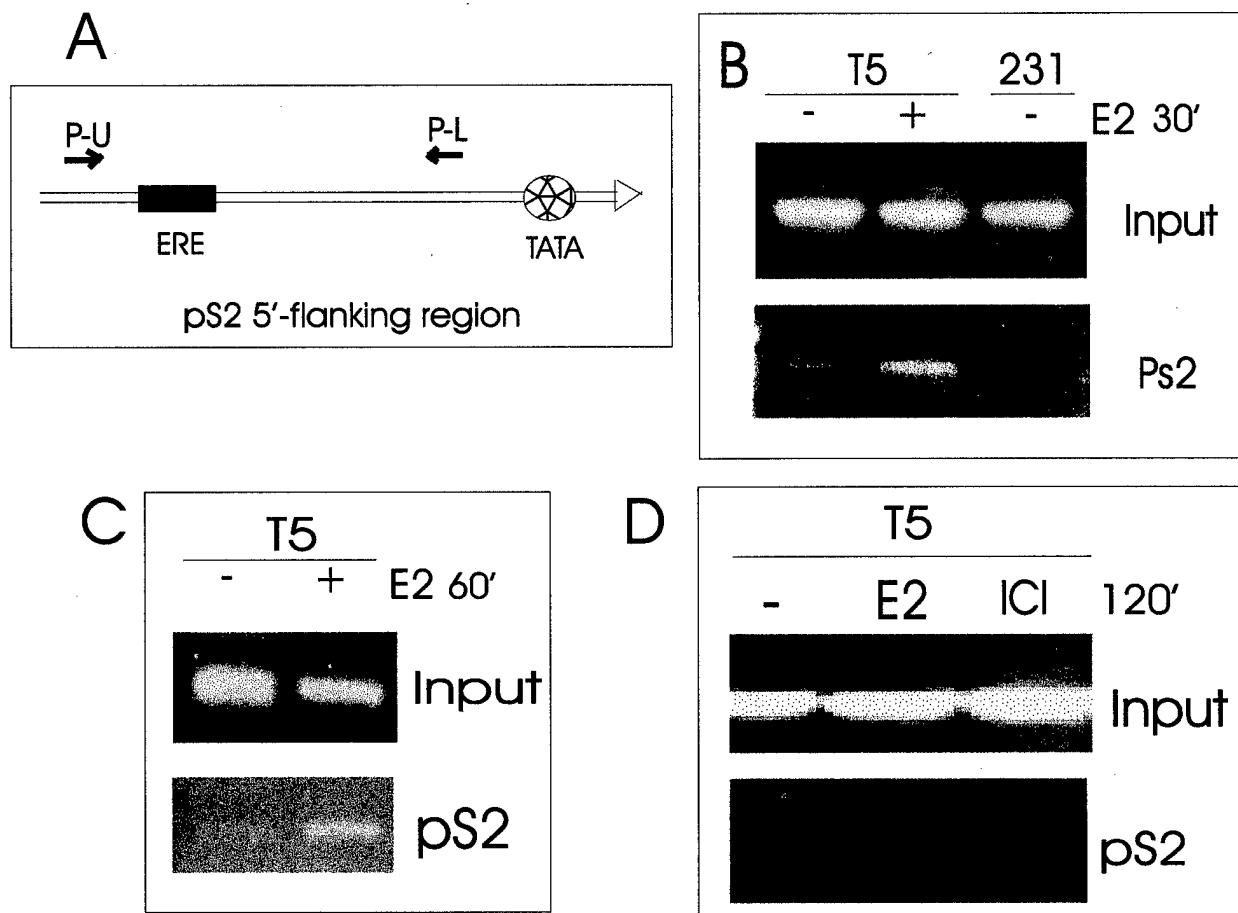 A
P-U
P-L
ERE
TATA
pS2 5'-flanking region
B
T5 231
- + - E2 30'
Input
Ps2
C
T5
- + E2 60'
Input
pS2
D
T5
- E2 ICI 120'
Input
pS2